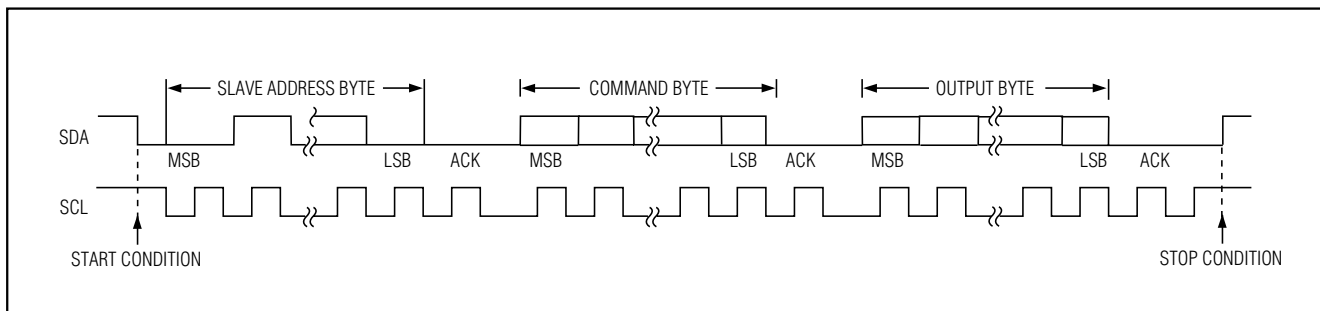 SLAVE ADDRESS BYTE COMMAND BYTE OUTPUT BYTE
SDA
MSB LSB ACK MSB LSB ACK MSB LSB ACK
SCL
START CONDITION STOP CONDITION